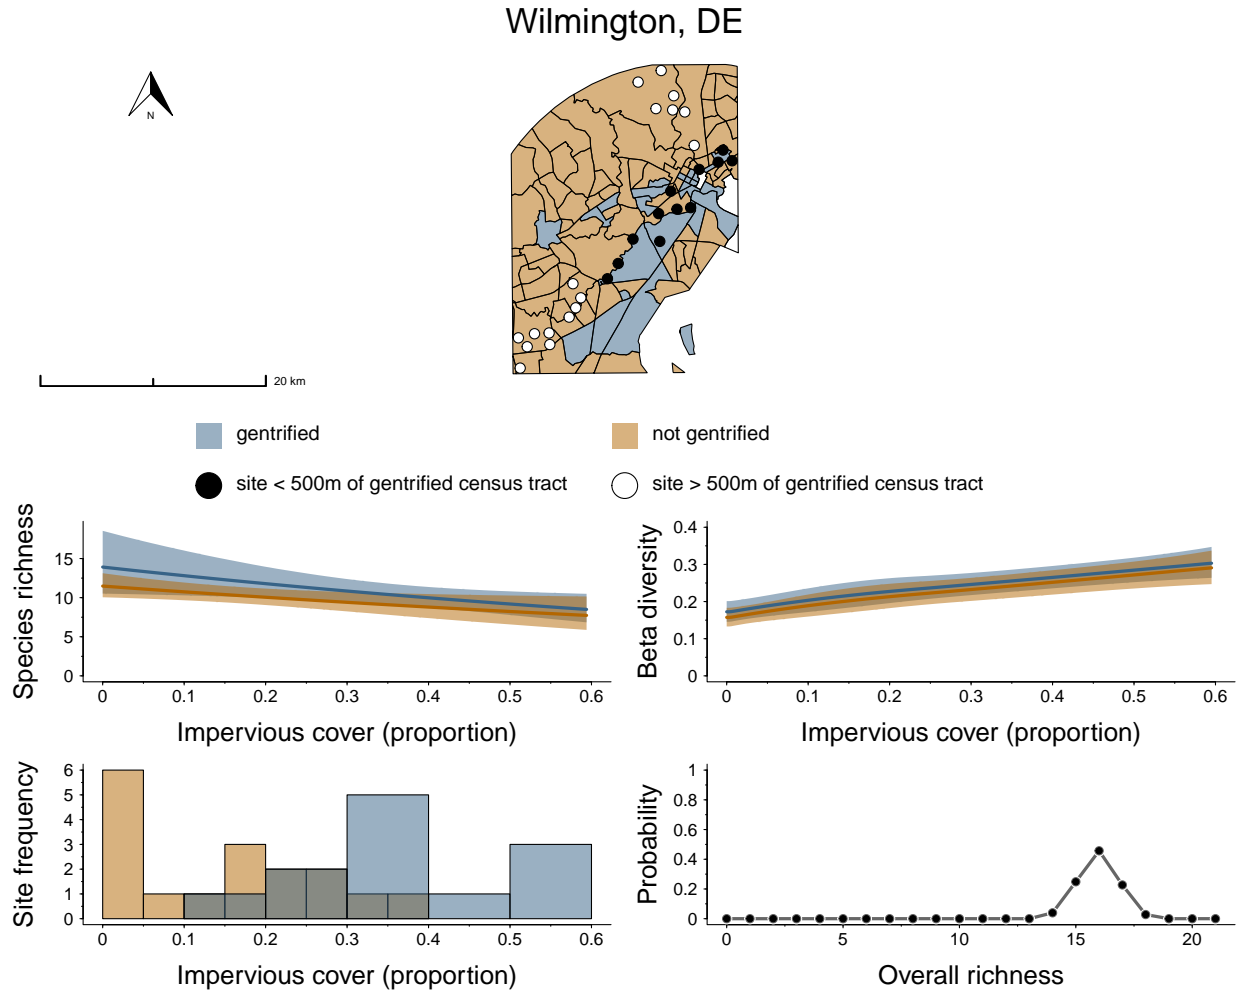 Wilmington, DE
N
20 km
gentrified
not gentrified
site < 500m of gentrified census tract
site > 500m of gentrified census tract
Species richness
15
10
5
0
0 0.1 0.2 0.3 0.4 0.5 0.6
Impervious cover (proportion)
Beta diversity
0.4
0.3
0.2
0.1
0
0 0.1 0.2 0.3 0.4 0.5 0.6
Impervious cover (proportion)
Site frequency
6
5
4
3
2
1
0
0 0.1 0.2 0.3 0.4 0.5 0.6
Impervious cover (proportion)
Probability
1
0.8
0.6
0.4
0.2
0
0 5 10 15 20
Overall richness